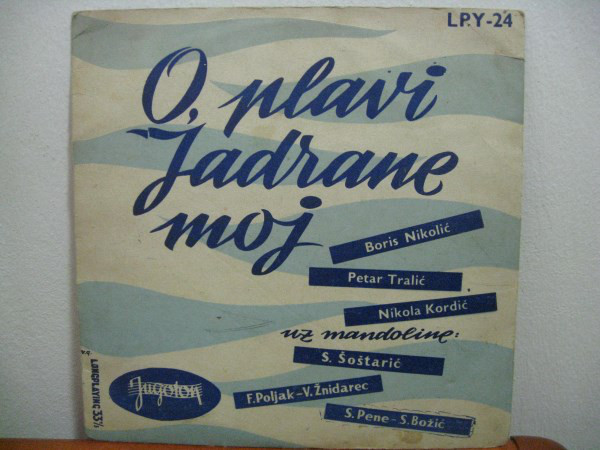 LPY-24
O, plavi
Jadrane
moj
Boris Nikolić
Petar Tralić
Nikola Kordić
uz mandoline:
S. Šoštarić
F. Poljak-V. Žnidarec
S. Pene-S. Božić
Jugoton
LONGPLAYING 33⅓